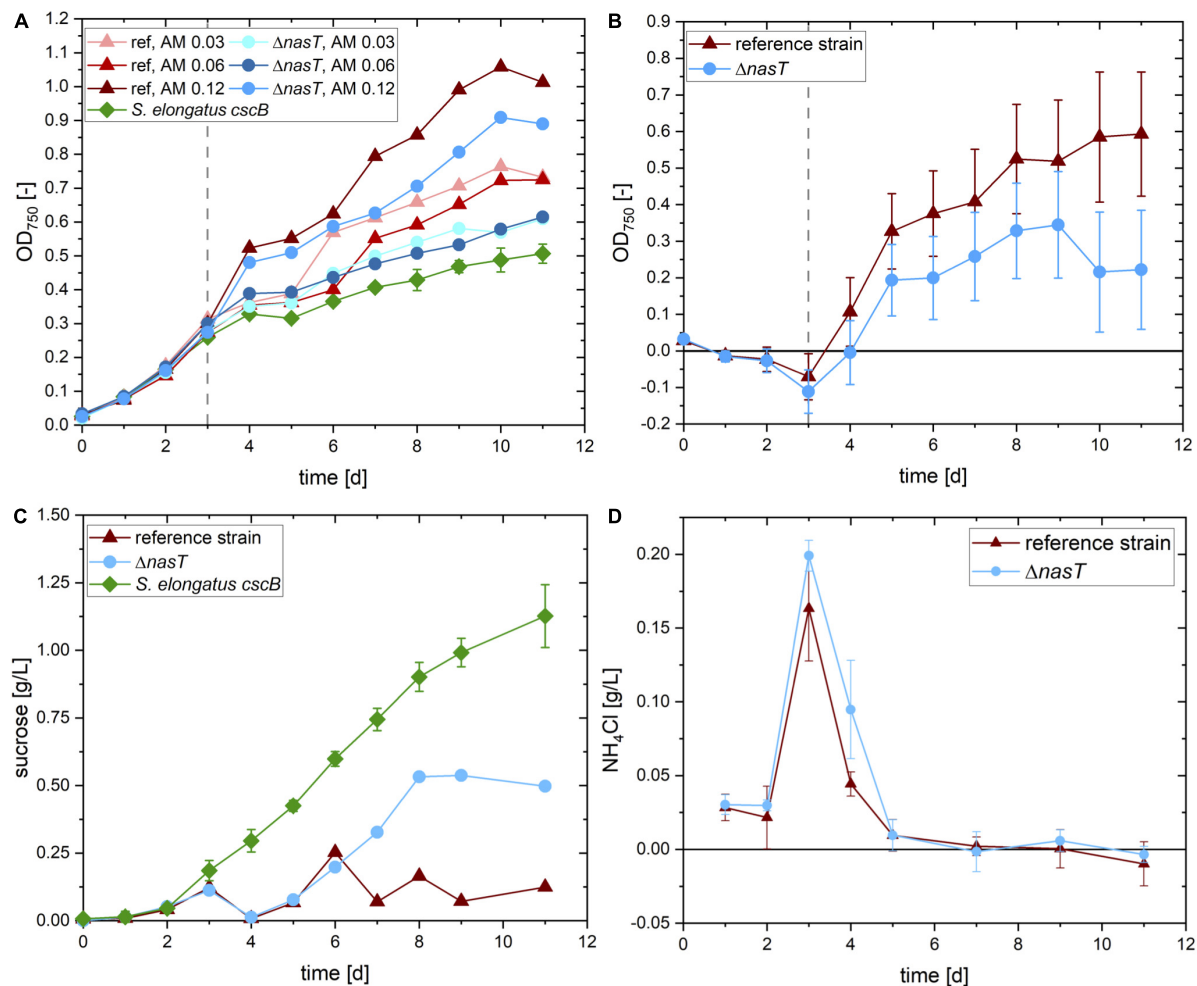 A
ref, AM 0.03 ΔnasT, AM 0.03
ref, AM 0.06 ΔnasT, AM 0.06
ref, AM 0.12 ΔnasT, AM 0.12
S. elongatus cscB
OD750 [-]
1.2
1.1
1.0
0.9
0.8
0.7
0.6
0.5
0.4
0.3
0.2
0.1
0.0
0 2 4 6 8 10 12
time [d]
B
reference strain
ΔnasT
OD750 [-]
0.9
0.8
0.7
0.6
0.5
0.4
0.3
0.2
0.1
0.0
-0.1
-0.2
0 2 4 6 8 10 12
time [d]
C
reference strain
ΔnasT
S. elongatus cscB
sucrose [g/L]
1.50
1.25
1.00
0.75
0.50
0.25
0.00
0 2 4 6 8 10 12
time [d]
D
reference strain
ΔnasT
NH4Cl [g/L]
0.20
0.15
0.10
0.05
0.00
-0.05
0 2 4 6 8 10 12
time [d]